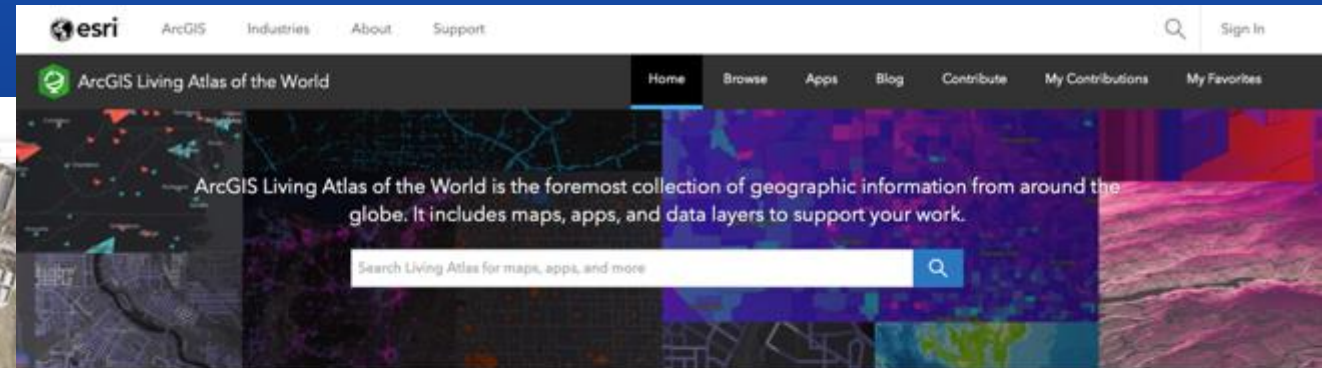 esri ArcGIS Industries About Support Sign In
ArcGIS Living Atlas of the World Home Browse Apps Blog Contribute My Contributions My Favorites
ArcGIS Living Atlas of the World is the foremost collection of geographic information from around the
globe. It includes maps, apps, and data layers to support your work.
Search Living Atlas for maps, apps, and more